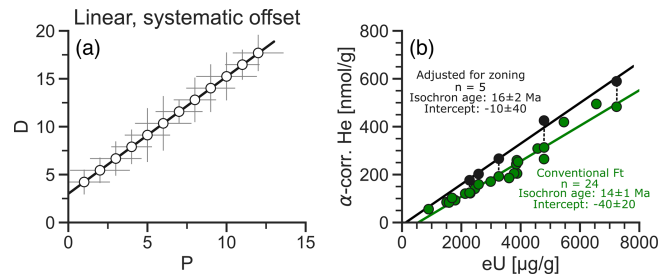 Linear, systematic offset
(a)
D
20
15
10
5
0
0
5
10
15
P
(b)
α-corr. He [nmol/g]
800
600
400
200
0
0
2000
4000
6000
8000
eU [µg/g]
Adjusted for zoning
n = 5
Isochron age: 16±2 Ma
Intercept: -10±40
Conventional Ft
n = 24
Isochron age: 14±1 Ma
Intercept: -40±20